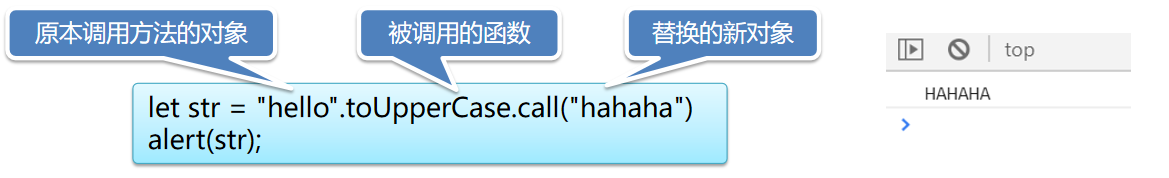 原本调用方法的对象
被调用的函数
替换的新对象
let str = "hello".toUpperCase.call("hahaha")
alert(str);
top
HAHAHA